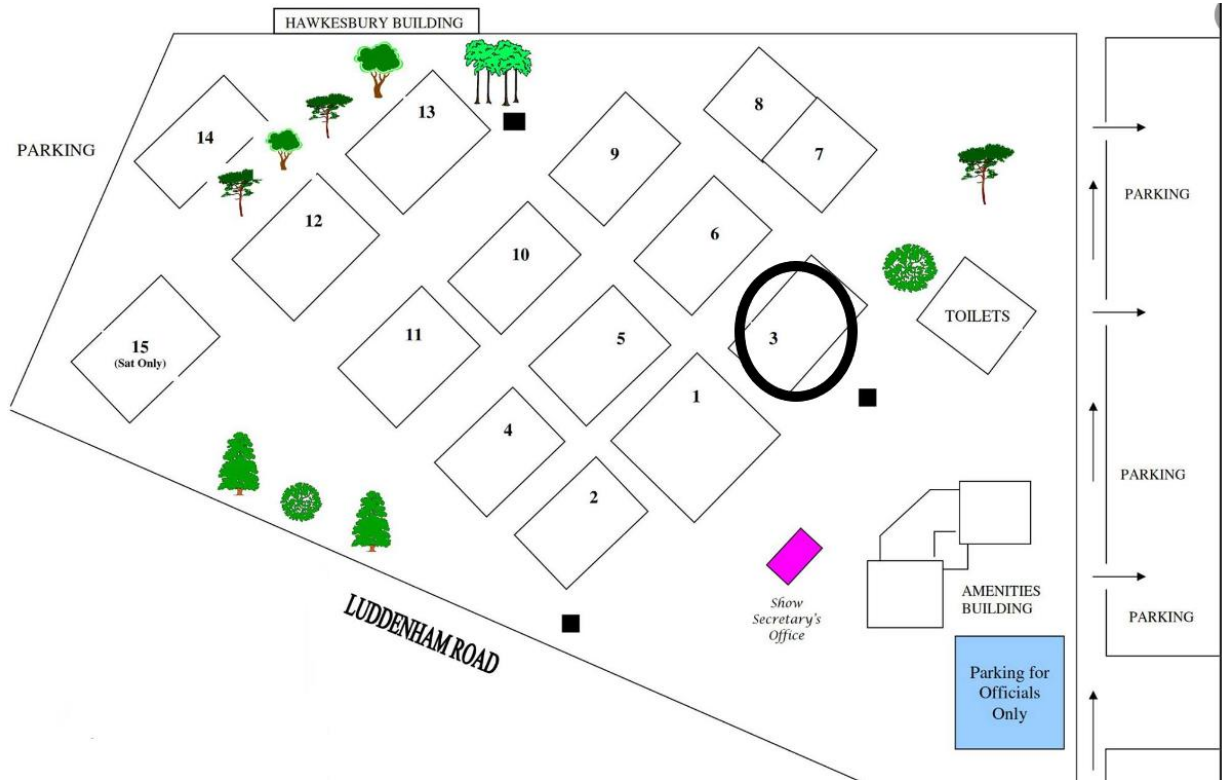 HAWKESBURY BUILDING
8
13
14
7
9
PARKING
PARKING
12
6
10
TOILETS
11
5
3
15
(Sat Only)
1
4
PARKING
2
AMENITIES
BUILDING
Show
Secretary's
Office
PARKING
LUDDENHAM ROAD
Parking for
Officials
Only